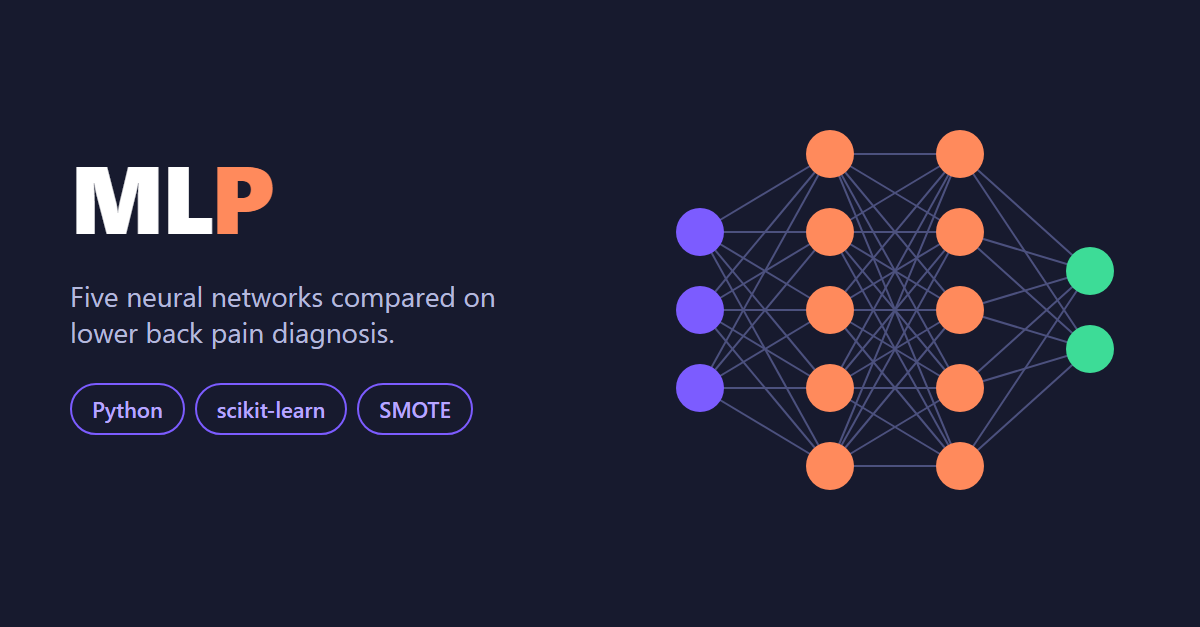 MLP
Five neural networks compared on
lower back pain diagnosis.
Python
scikit-learn
SMOTE